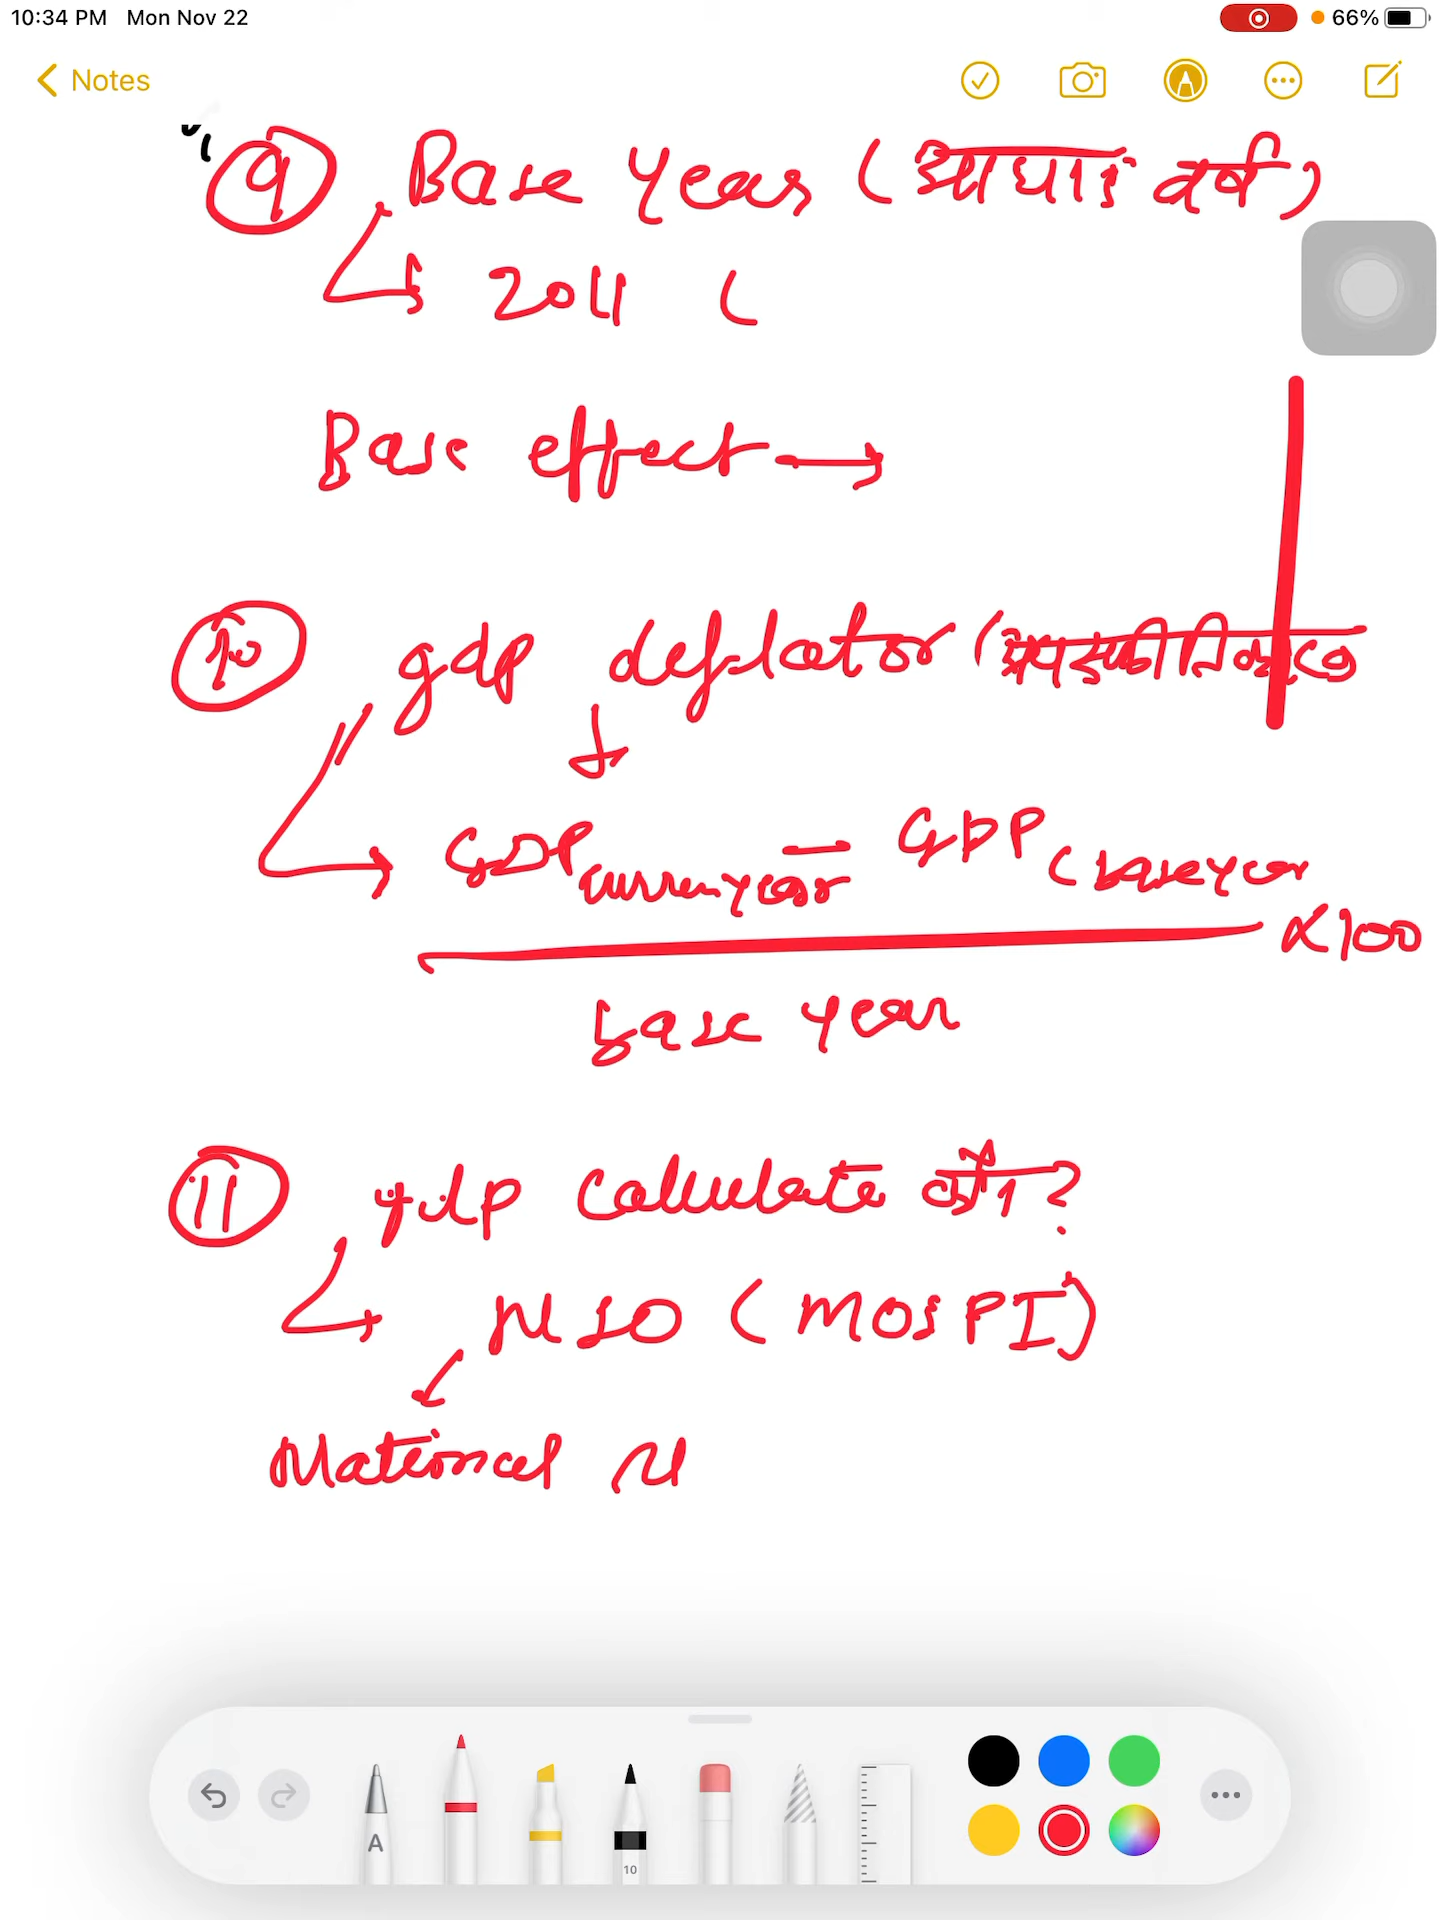 10:34 PM Mon Nov 22 66%
Notes
9 Base Year (आधार वर्ष)
2011 (
Base effect →
10 gdp deflator (अपस्फीति
GDP current year - GDP (base year
×100
base year
11 gdp calculate कौन ?
NSO (MOSPI)
National
A
10